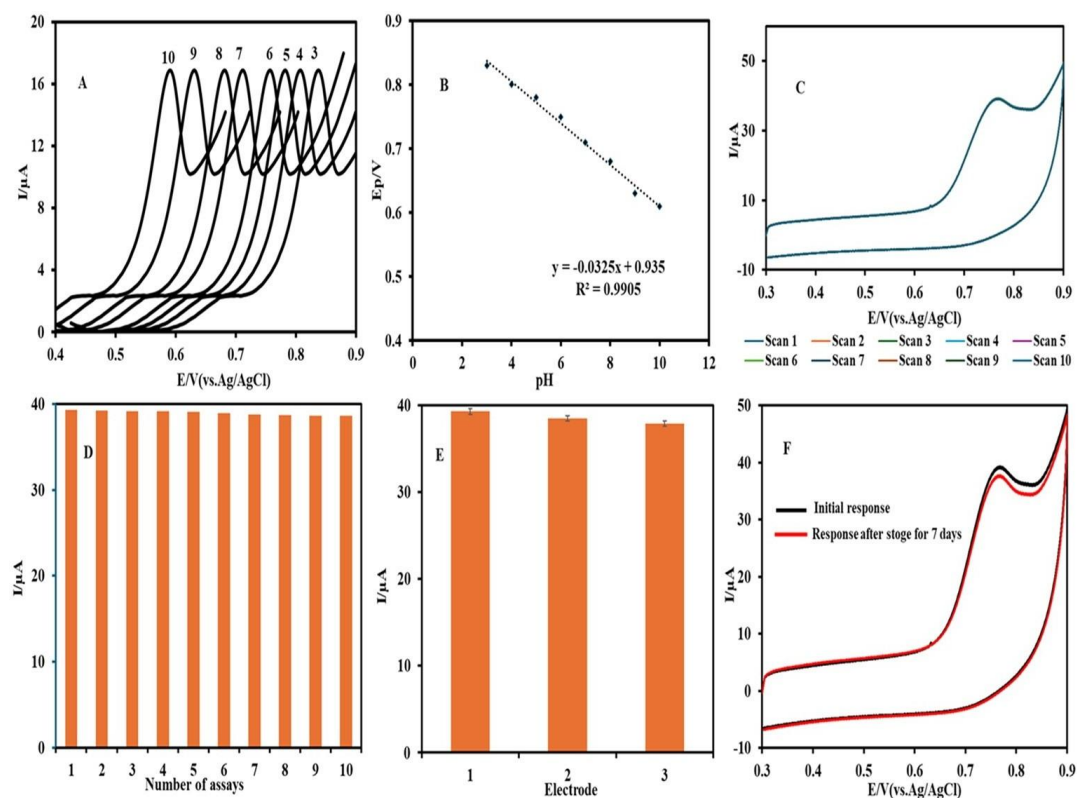 A
10 9 8 7 6 5 4 3
20
16
12
8
4
0
I/μA
0.4 0.5 0.6 0.7 0.8 0.9
E/V(vs.Ag/AgCl)
B
0.9
0.8
0.7
0.6
0.5
0.4
Ep/V
y = -0.0325x + 0.935
R² = 0.9905
0 2 4 6 8 10 12
pH
C
50
30
10
-10
I/μA
0.3 0.4 0.5 0.6 0.7 0.8 0.9
E/V(vs.Ag/AgCl)
Scan 1 Scan 2 Scan 3 Scan 4 Scan 5
Scan 6 Scan 7 Scan 8 Scan 9 Scan 10
D
40
30
20
10
0
I/μA
1 2 3 4 5 6 7 8 9 10
Number of assays
E
40
30
20
10
0
I/μA
1 2 3
Electrode
F
50
40
30
20
10
0
-10
I/μA
Initial response
Response after stoge for 7 days
0.3 0.4 0.5 0.6 0.7 0.8 0.9
E/V(vs.Ag/AgCl)